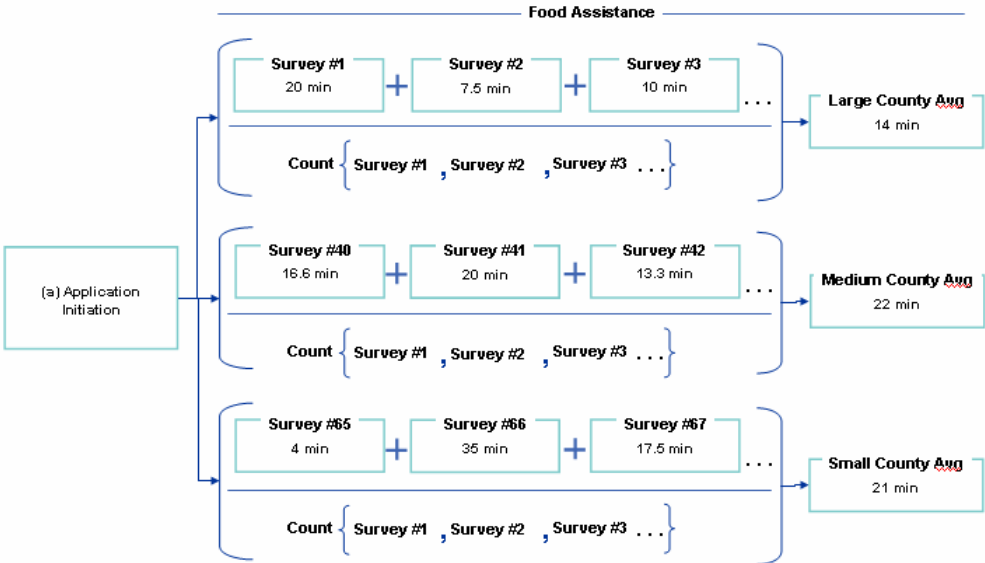 Food Assistance
Survey #1
20 min
+
Survey #2
7.5 min
+
Survey #3
10 min
...
Count { Survey #1 , Survey #2 , Survey #3 ... }
Large County Avg
14 min
(a) Application
Initiation
Survey #40
16.6 min
+
Survey #41
20 min
+
Survey #42
13.3 min
...
Count { Survey #1 , Survey #2 , Survey #3 ... }
Medium County Avg
22 min
Survey #65
4 min
+
Survey #66
35 min
+
Survey #67
17.5 min
...
Count { Survey #1 , Survey #2 , Survey #3 ... }
Small County Avg
21 min